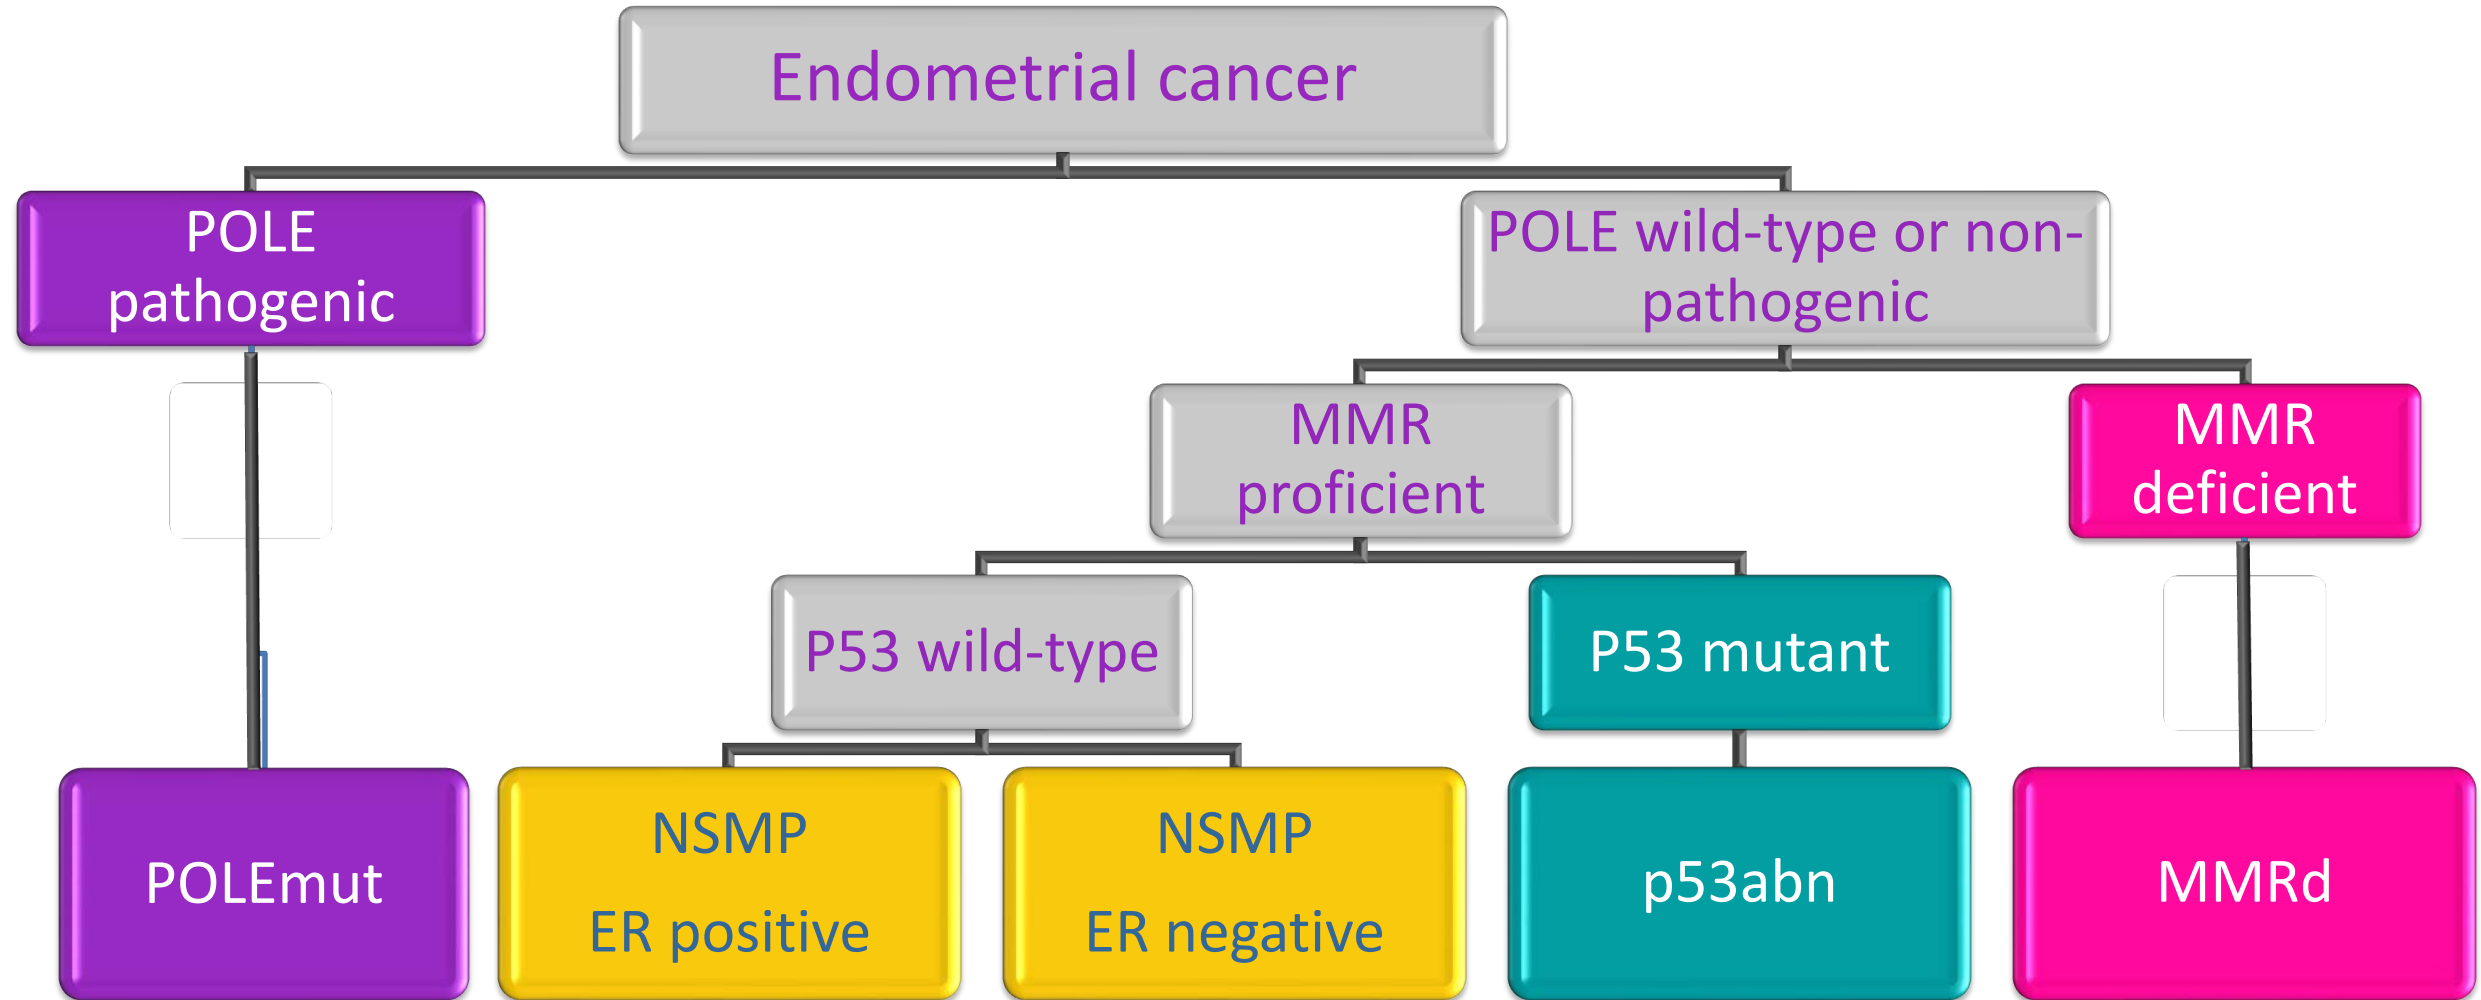 Endometrial cancer
POLE
pathogenic
POLE wild-type or non-
pathogenic
MMR
proficient
MMR
deficient
P53 wild-type
P53 mutant
POLEmut
NSMP
ER positive
NSMP
ER negative
p53abn
MMRd